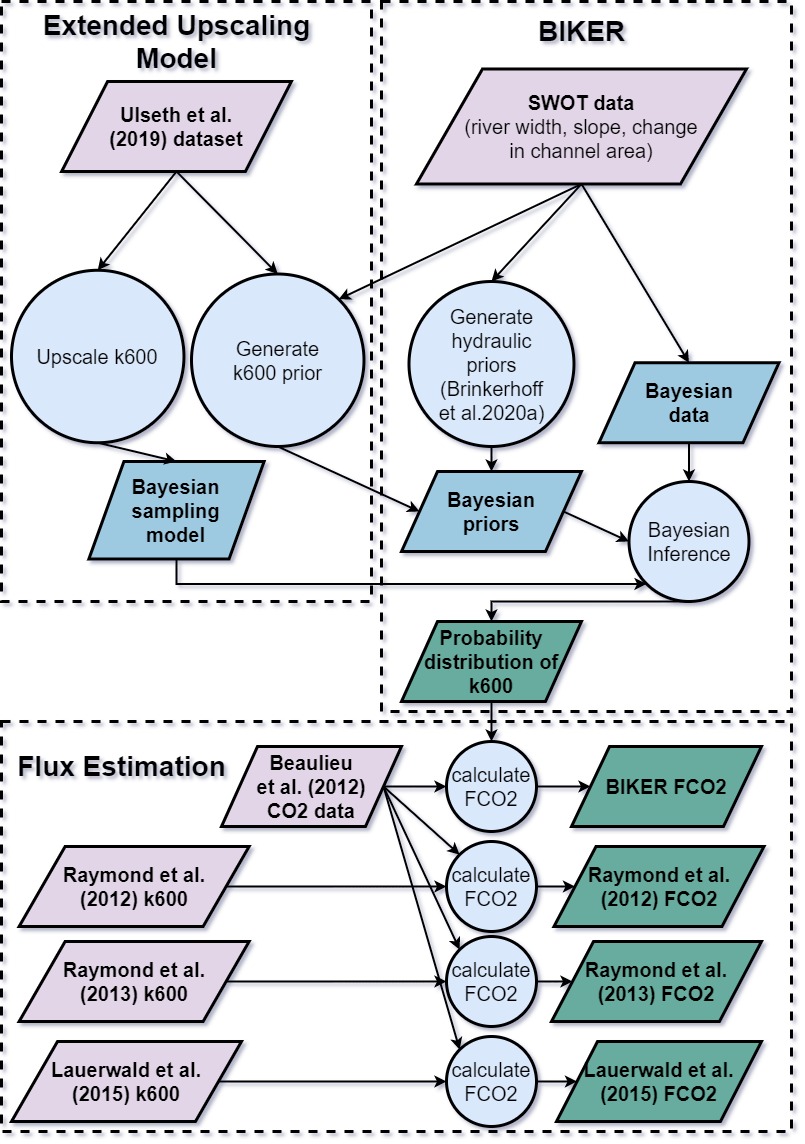 Extended Upscaling
Model
BIKER
Ulseth et al.
(2019) dataset
SWOT data
(river width, slope, change
in channel area)
Upscale k600
Generate
k600 prior
Generate
hydraulic
priors
(Brinkerhoff
et al.2020a)
Bayesian
data
Bayesian
sampling
model
Bayesian
priors
Bayesian
Inference
Probability
distribution of
k600
Flux Estimation
Beaulieu
et al. (2012)
CO2 data
calculate
FCO2
BIKER FCO2
Raymond et al.
(2012) k600
calculate
FCO2
Raymond et al.
(2012) FCO2
Raymond et al.
(2013) k600
calculate
FCO2
Raymond et al.
(2013) FCO2
Lauerwald et al.
(2015) k600
calculate
FCO2
Lauerwald et al.
(2015) FCO2